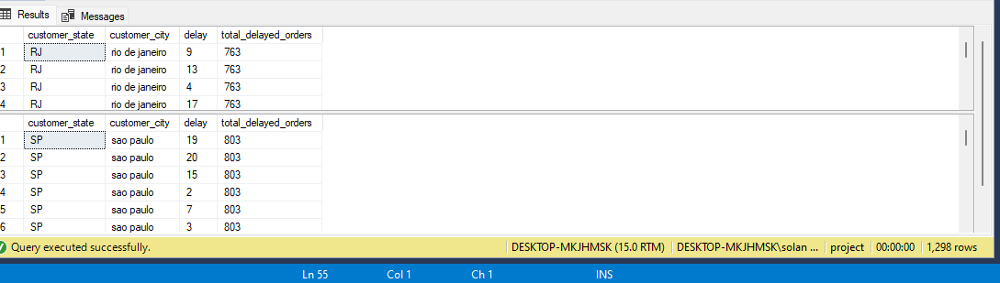 Results Messages
customer_state customer_city delay total_delayed_orders
1 RJ rio de janeiro 9 763
2 RJ rio de janeiro 13 763
3 RJ rio de janeiro 4 763
4 RJ rio de janeiro 17 763
customer_state customer_city delay total_delayed_orders
1 SP sao paulo 19 803
2 SP sao paulo 20 803
3 SP sao paulo 15 803
4 SP sao paulo 2 803
5 SP sao paulo 7 803
6 SP sao paulo 3 803
Query executed successfully. DESKTOP-MKJHMSK (15.0 RTM) DESKTOP-MKJHMSK\solan ... project 00:00:00 1,298 rows
Ln 55 Col 1 Ch 1 INS